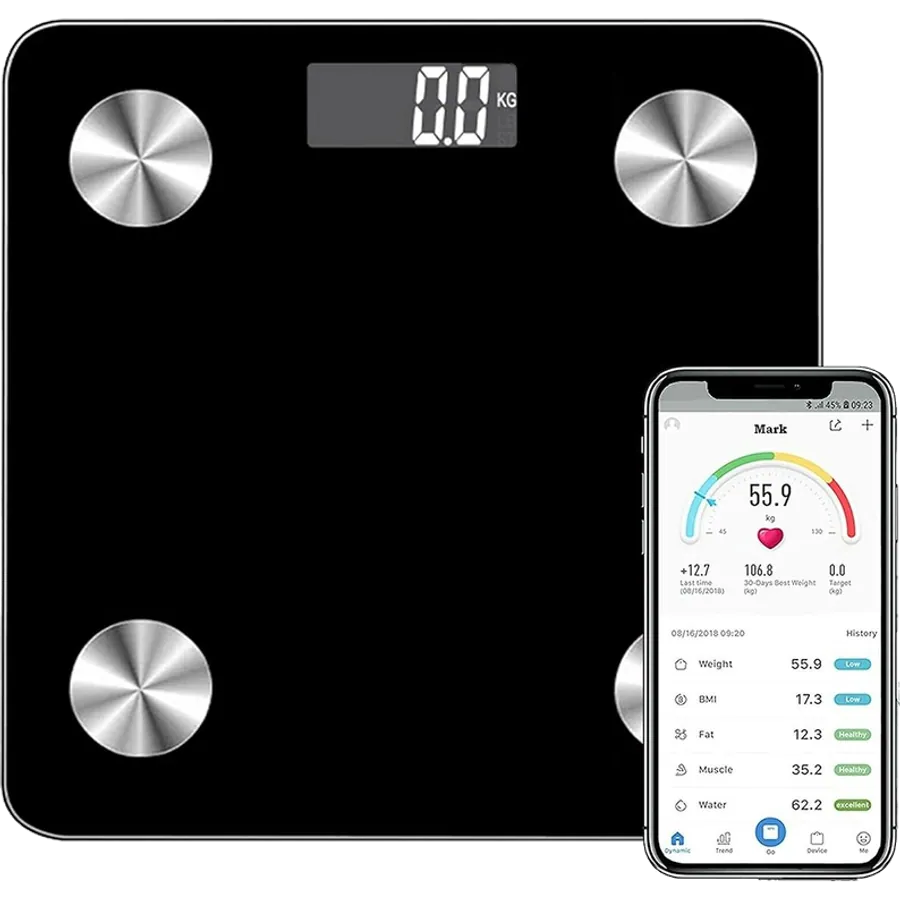 0.0 KG
45% 09:23
Mark
55.9
kg
45 130
+12.7 106.8 0.0
Last time 30-Days Best Weight Target
(08/16/2018) (kg) (kg)
08/16/2018 09:20 History
Weight 55.9 Low
BMI 17.3 Low
Fat 12.3 Healthy
Muscle 35.2 Healthy
Water 62.2 excellent
Dynamic Trend Go Device Me